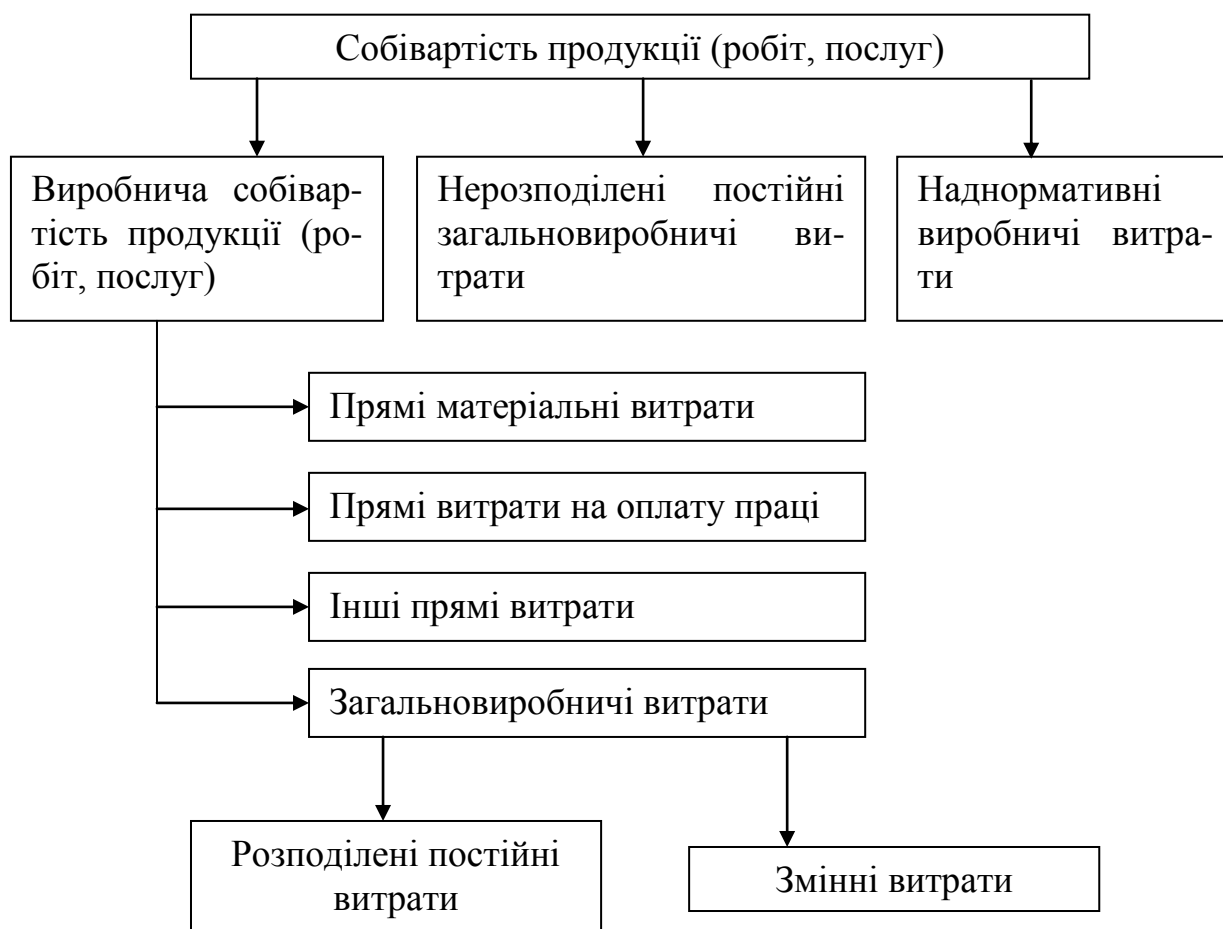 Собівартість продукції (робіт, послуг)
Виробнича собівар-
тість продукції (ро-
біт, послуг)
Нерозподілені постійні
загальновиробничі ви-
трати
Наднормативні
виробничі витра-
ти
Прямі матеріальні витрати
Прямі витрати на оплату праці
Інші прямі витрати
Загальновиробничі витрати
Розподілені постійні
витрати
Змінні витрати